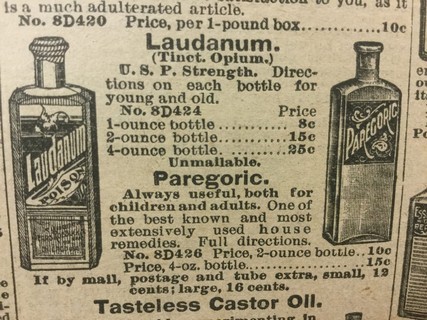 is a much adulterated article.
No. 8D420 Price, per 1-pound box...........10c
Laudanum.
(Tinct. Opium.)
U. S. P. Strength. Direc-
tions on each bottle for
young and old.
No. 8D424 Price
1-ounce bottle............8c
2-ounce bottle...........15c
4-ounce bottle...........25c
Unmailable.
Laudanum
POISON
PAREGORIC
Paregoric.
Always useful, both for
children and adults. One of
the best known and most
extensively used house
remedies. Full directions.
No. 8D426 Price, 2-ounce bottle..10c
Price, 4-oz. bottle..............15c
If by mail, postage and tube extra, small, 12
cents; large, 16 cents.
Tasteless Castor Oil.